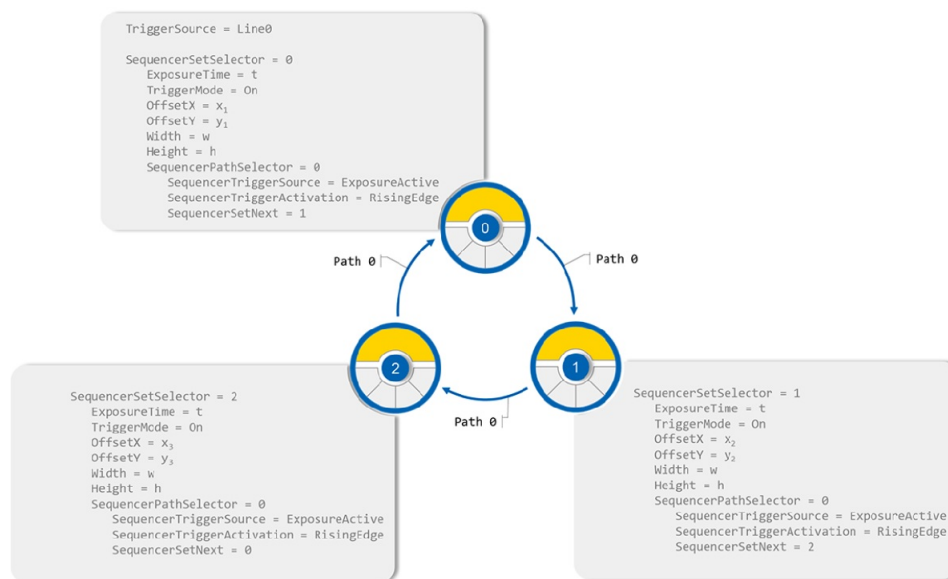 TriggerSource = Line0
SequencerSetSelector = 0
ExposureTime = t
TriggerMode = On
OffsetX = x₁
OffsetY = y₁
Width = w
Height = h
SequencerPathSelector = 0
SequencerTriggerSource = ExposureActive
SequencerTriggerActivation = RisingEdge
SequencerSetNext = 1
0
Path 0
Path 0
2
1
Path 0
SequencerSetSelector = 2
ExposureTime = t
TriggerMode = On
OffsetX = x₃
OffsetY = y₃
Width = w
Height = h
SequencerPathSelector = 0
SequencerTriggerSource = ExposureActive
SequencerTriggerActivation = RisingEdge
SequencerSetNext = 0
SequencerSetSelector = 1
ExposureTime = t
TriggerMode = On
OffsetX = x₂
OffsetY = y₂
Width = w
Height = h
SequencerPathSelector = 0
SequencerTriggerSource = ExposureActive
SequencerTriggerActivation = RisingEdge
SequencerSetNext = 2